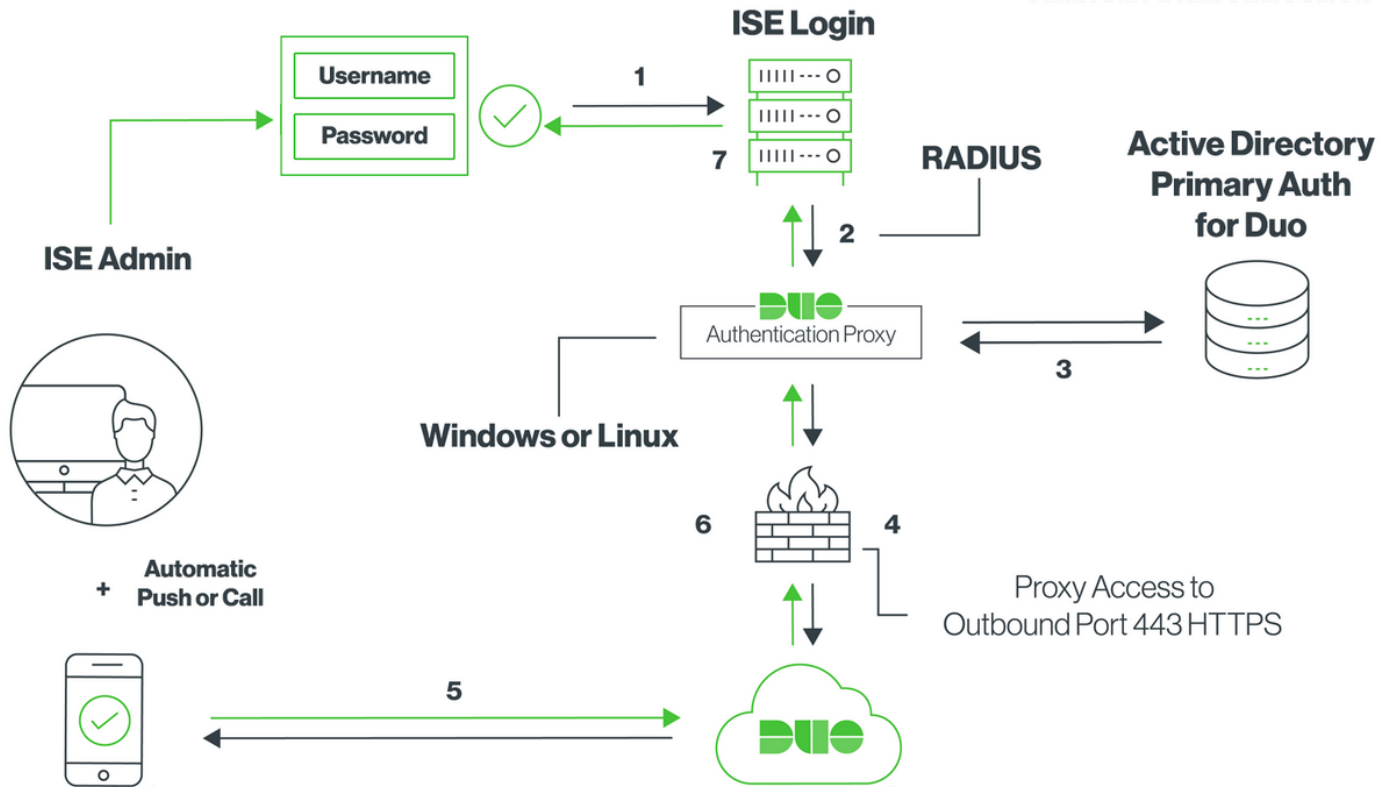 ISE Login
Username
Password
1
7
RADIUS
2
Active Directory
Primary Auth
for Duo
ISE Admin
DUO
Authentication Proxy
3
Windows or Linux
6
4
Automatic
+
Push or Call
Proxy Access to
Outbound Port 443 HTTPS
5
DUO